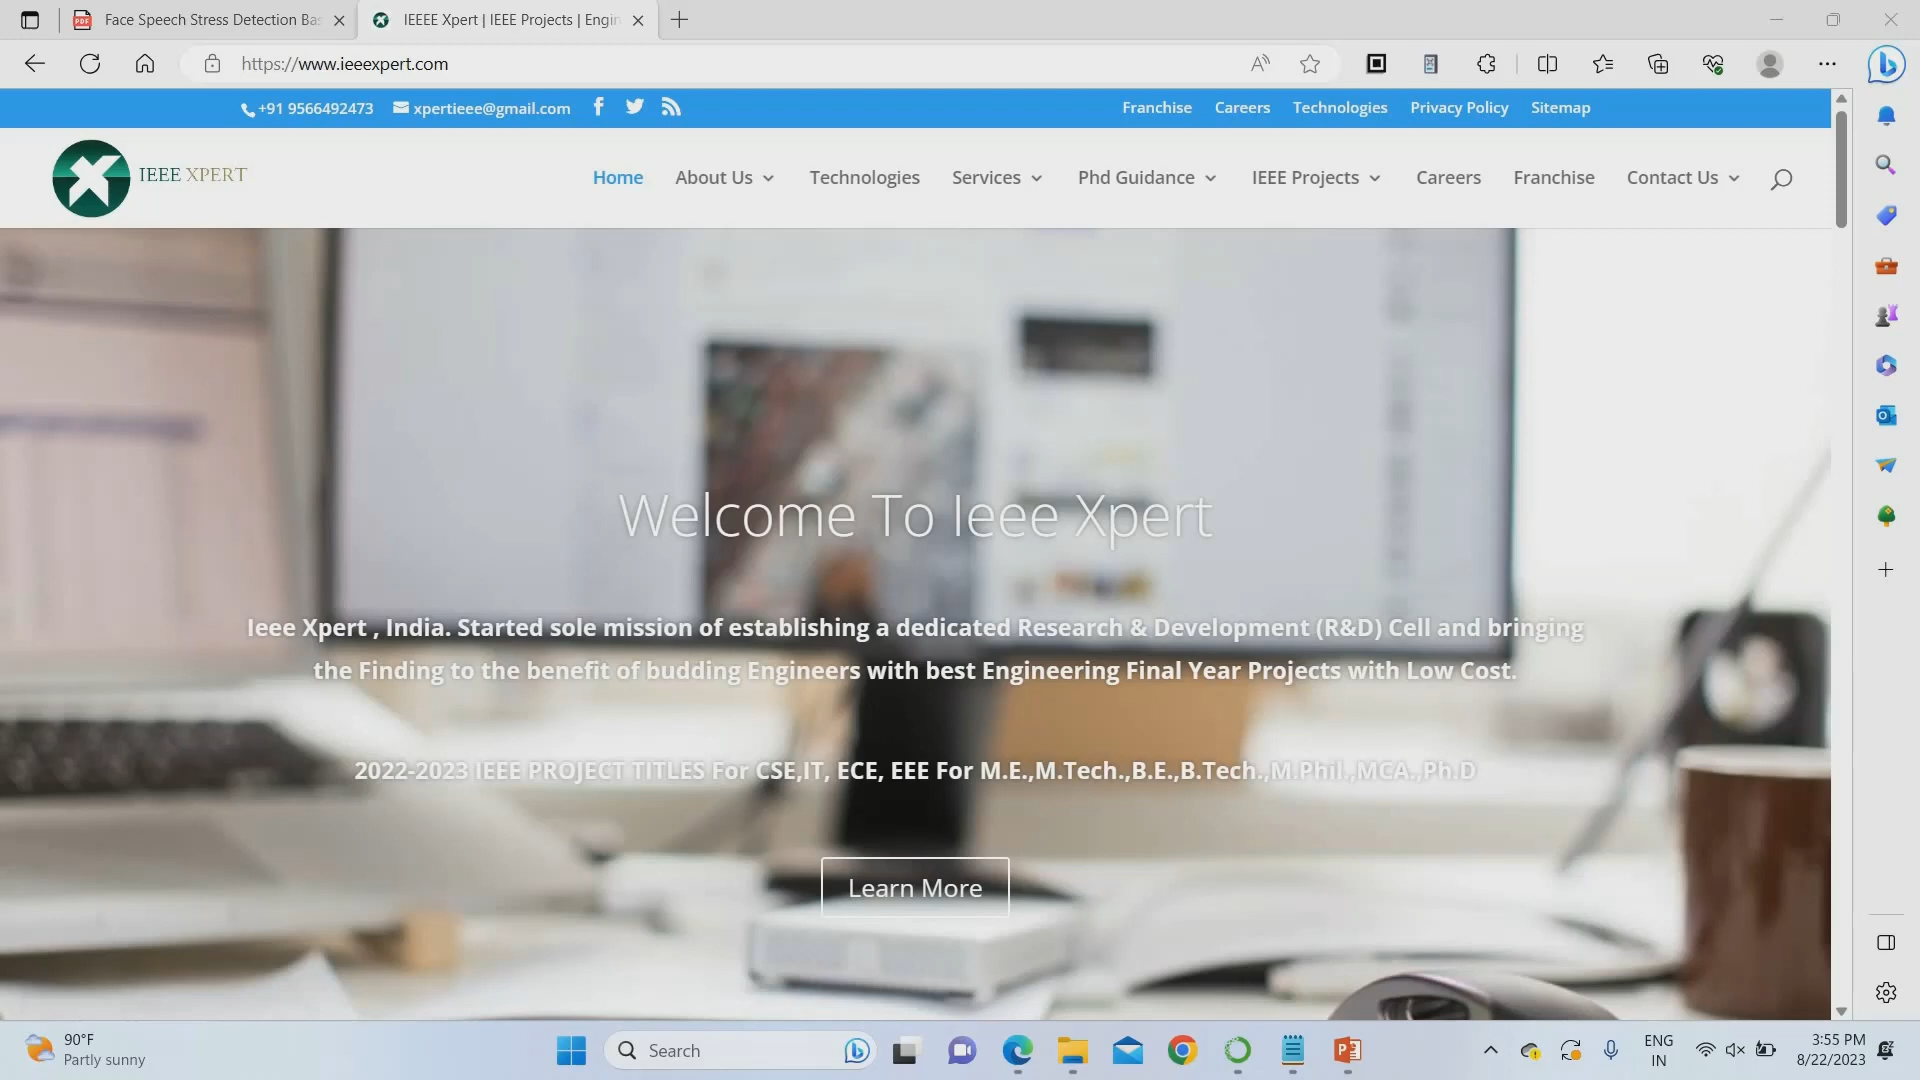 Face Speech Stress Detection Ba
IEEEE Xpert | IEEE Projects | Engin
https://www.ieeexpert.com
+91 9566492473 xpertieee@gmail.com
Franchise Careers Technologies Privacy Policy Sitemap
IEEE XPERT
Home About Us Technologies Services Phd Guidance IEEE Projects Careers Franchise Contact Us
Welcome To Ieee Xpert
Ieee Xpert , India. Started sole mission of establishing a dedicated Research & Development (R&D) Cell and bringing
the Finding to the benefit of budding Engineers with best Engineering Final Year Projects with Low Cost.
2022-2023 IEEE PROJECT TITLES For CSE,IT, ECE, EEE For M.E.,M.Tech.,B.E.,B.Tech.,M.Phil.,MCA.,Ph.D
Learn More
90°F
Partly sunny
Search
ENG
IN
3:55 PM
8/22/2023